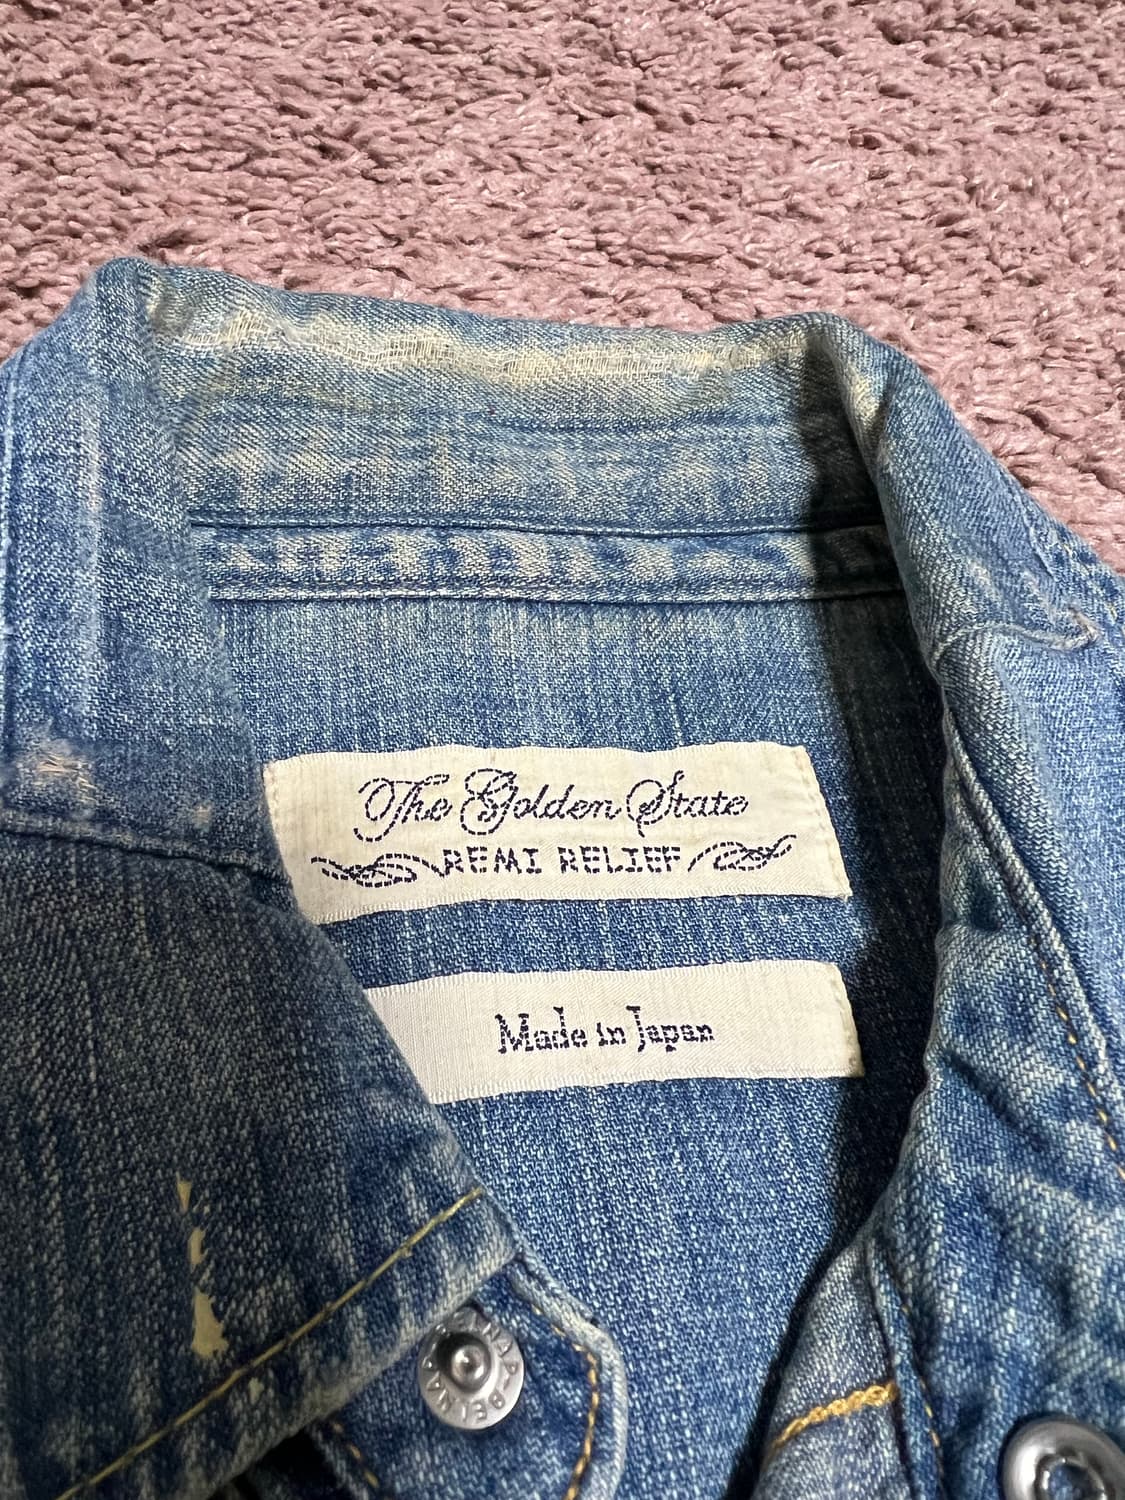 The Golden State
REMI RELIEF
Made in Japan